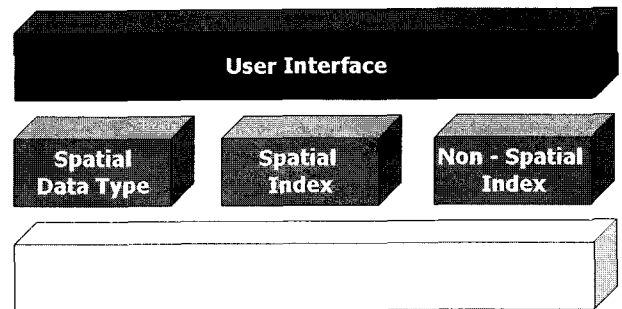 User Interface
Spatial
Data Type
Spatial
Index
Non - Spatial
Index